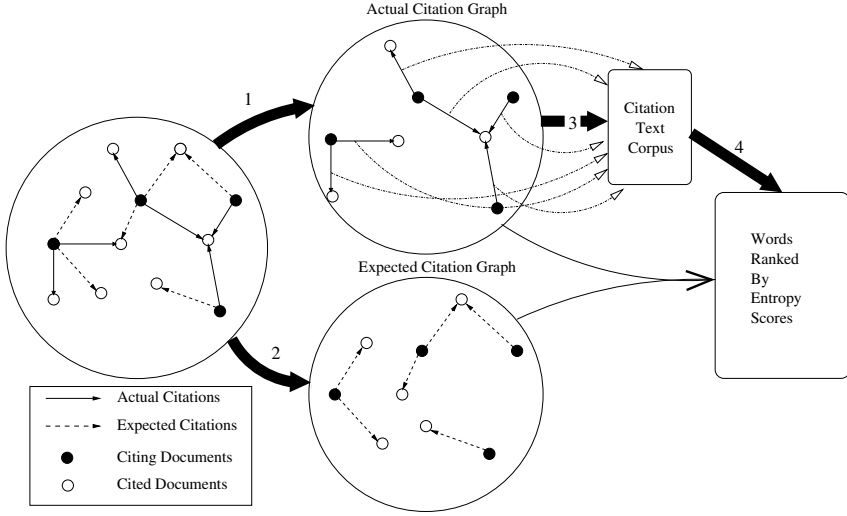 Actual Citation Graph
1
3
Citation
Text
Corpus
4
Words
Ranked
By
Entropy
Scores
Expected Citation Graph
2
Actual Citations
Expected Citations
Citing Documents
Cited Documents